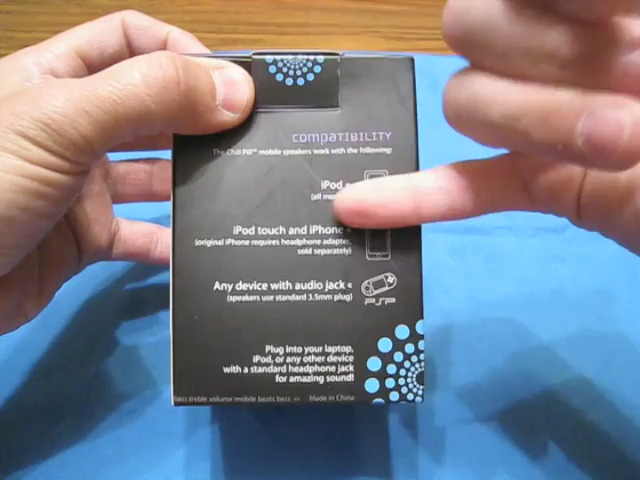 compATIBILITY
The Chill Pill™ mobile speakers work with the following:
iPod
(all
iPod touch and iPhone «
(original iPhone requires headphone adapter,
sold separately)
Any device with audio jack «
(speakers use standard 3.5mm plug)
PSP
Plug into your laptop,
iPod, or any other device
with a standard headphone jack
for amazing sound!
bass treble volume mobile beats bass »» Made in China